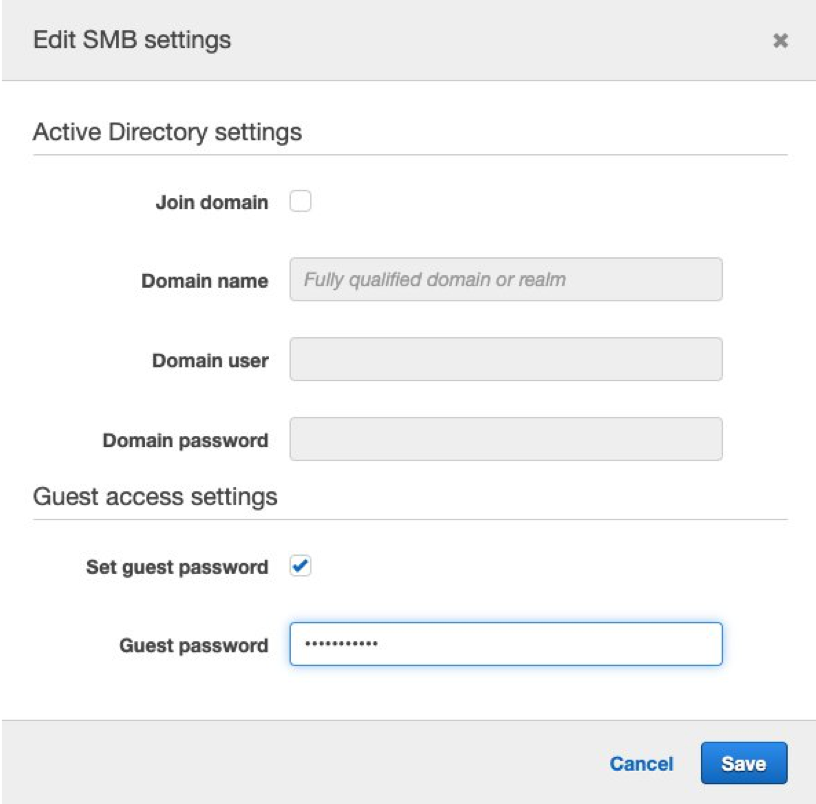 Edit SMB settings
Active Directory settings
Join domain
Domain name Fully qualified domain or realm
Domain user
Domain password
Guest access settings
Set guest password
Guest password •••••••••••
Cancel Save